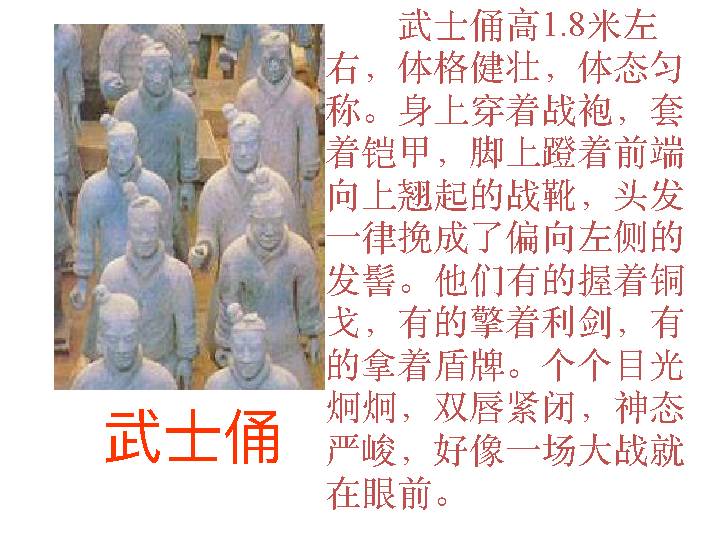 武士俑高1.8米左
右，体格健壮，体态匀
称。身上穿着战袍，套
着铠甲，脚上蹬着前端
向上翘起的战靴，头发
一律挽成了偏向左侧的
发髻。他们有的握着铜
戈，有的擎着利剑，有
的拿着盾牌。个个目光
炯炯，双唇紧闭，神态
严峻，好像一场大战就
在眼前。
武士俑